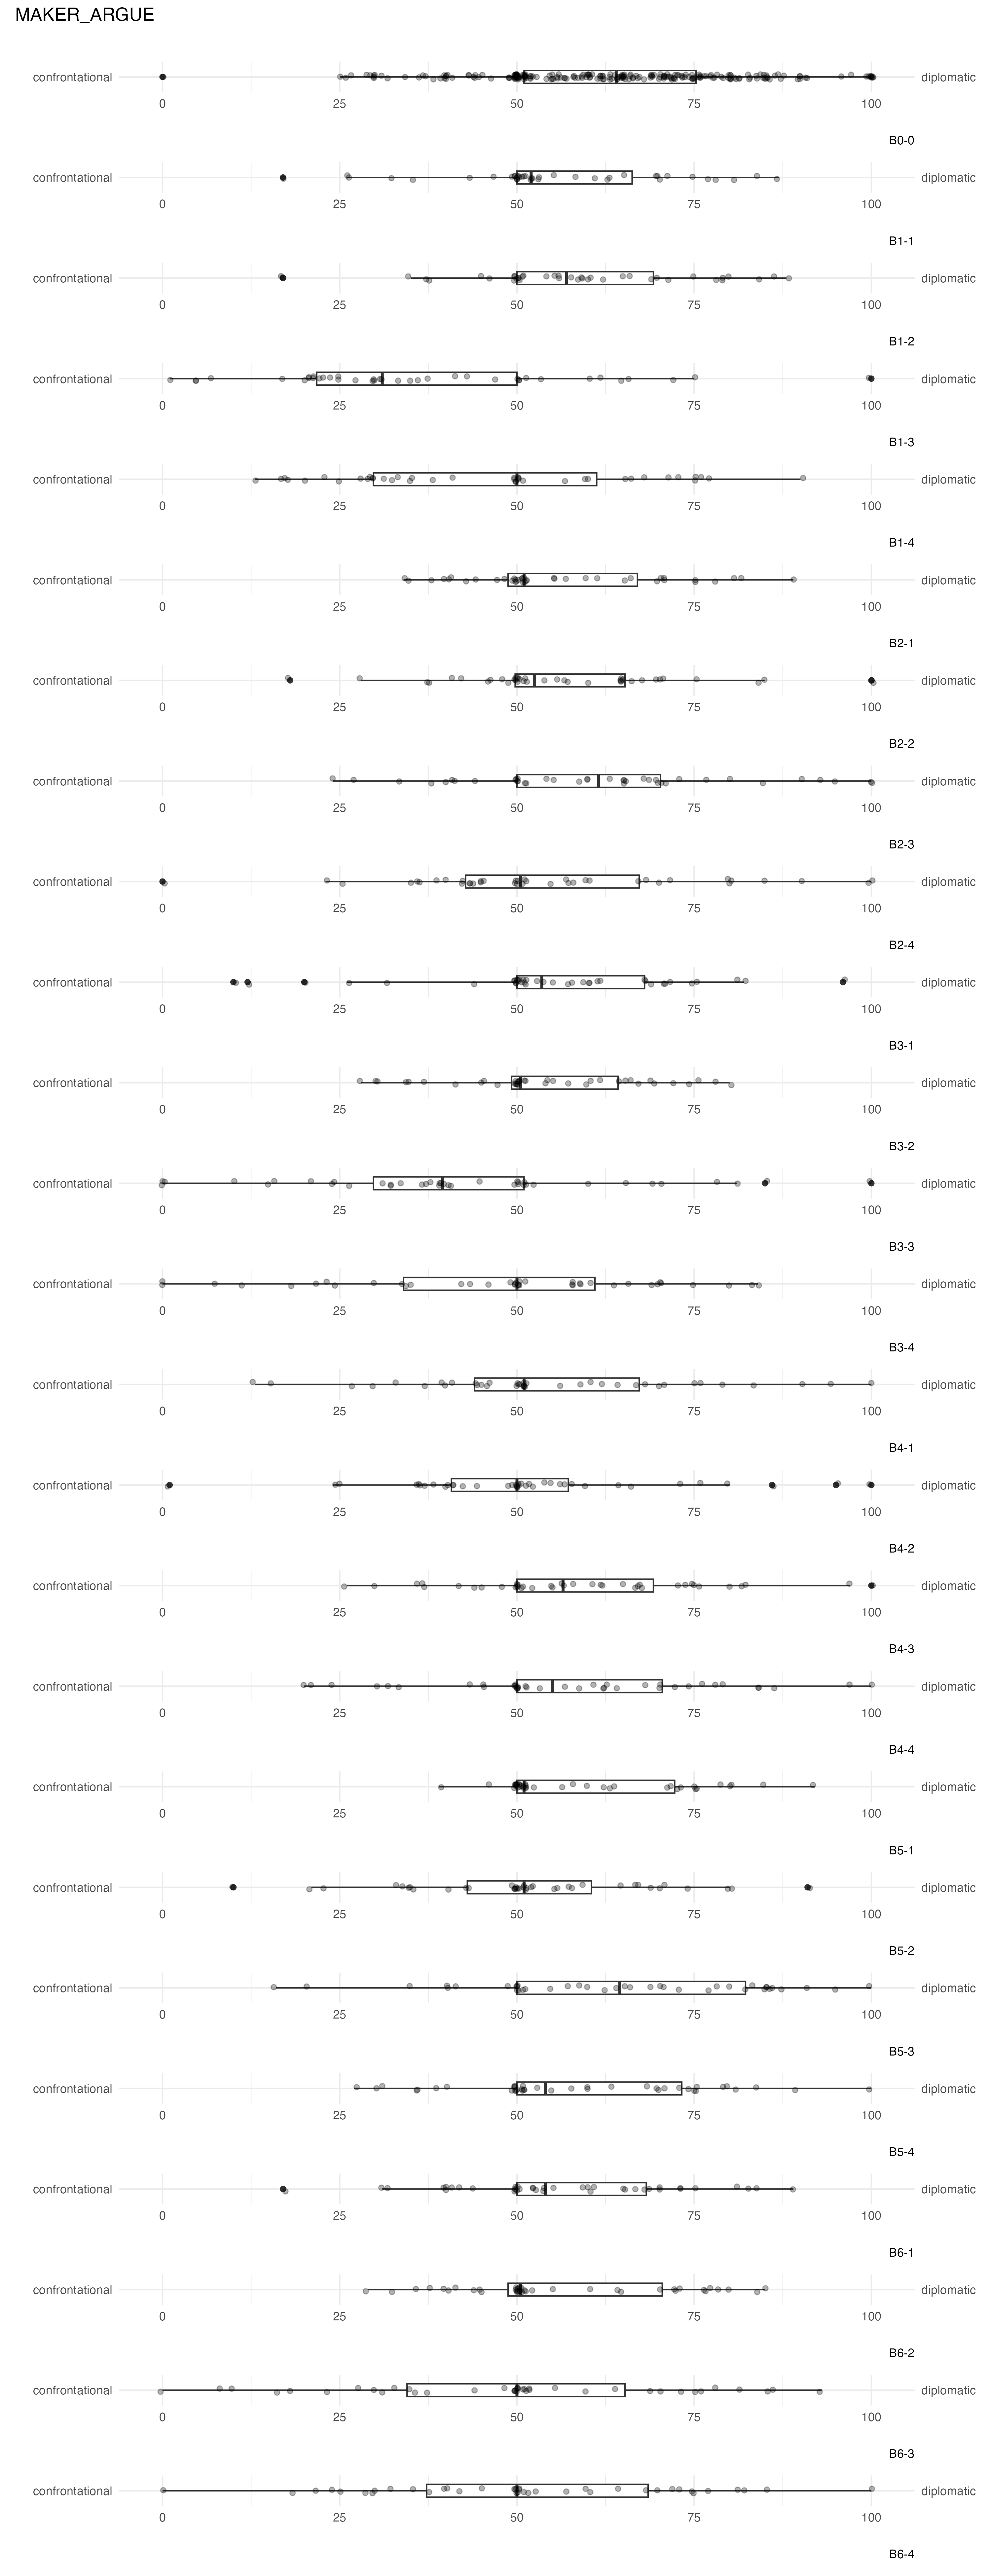 MAKER_ARGUE
confrontational diplomatic
0 25 50 75 100
B0-0
confrontational diplomatic
0 25 50 75 100
B1-1
confrontational diplomatic
0 25 50 75 100
B1-2
confrontational diplomatic
0 25 50 75 100
B1-3
confrontational diplomatic
0 25 50 75 100
B1-4
confrontational diplomatic
0 25 50 75 100
B2-1
confrontational diplomatic
0 25 50 75 100
B2-2
confrontational diplomatic
0 25 50 75 100
B2-3
confrontational diplomatic
0 25 50 75 100
B2-4
confrontational diplomatic
0 25 50 75 100
B3-1
confrontational diplomatic
0 25 50 75 100
B3-2
confrontational diplomatic
0 25 50 75 100
B3-3
confrontational diplomatic
0 25 50 75 100
B3-4
confrontational diplomatic
0 25 50 75 100
B4-1
confrontational diplomatic
0 25 50 75 100
B4-2
confrontational diplomatic
0 25 50 75 100
B4-3
confrontational diplomatic
0 25 50 75 100
B4-4
confrontational diplomatic
0 25 50 75 100
B5-1
confrontational diplomatic
0 25 50 75 100
B5-2
confrontational diplomatic
0 25 50 75 100
B5-3
confrontational diplomatic
0 25 50 75 100
B5-4
confrontational diplomatic
0 25 50 75 100
B6-1
confrontational diplomatic
0 25 50 75 100
B6-2
confrontational diplomatic
0 25 50 75 100
B6-3
confrontational diplomatic
0 25 50 75 100
B6-4